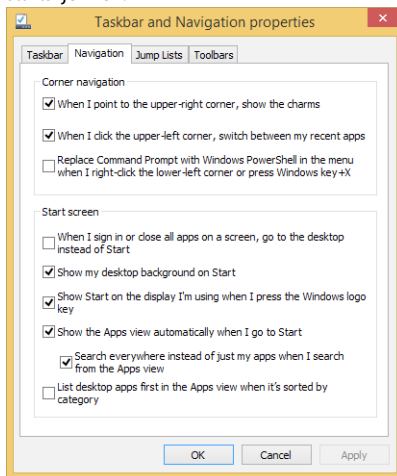 Taskbar and Navigation properties
Taskbar Navigation Jump Lists Toolbars
Corner navigation
When I point to the upper-right corner, show the charms
When I click the upper-left corner, switch between my recent apps
Replace Command Prompt with Windows PowerShell in the menu
when I right-click the lower-left corner or press Windows key+X
Start screen
When I sign in or close all apps on a screen, go to the desktop
instead of Start
Show my desktop background on Start
Show Start on the display I'm using when I press the Windows logo
key
Show the Apps view automatically when I go to Start
Search everywhere instead of just my apps when I search
from the Apps view
List desktop apps first in the Apps view when it's sorted by
category
OK Cancel Apply